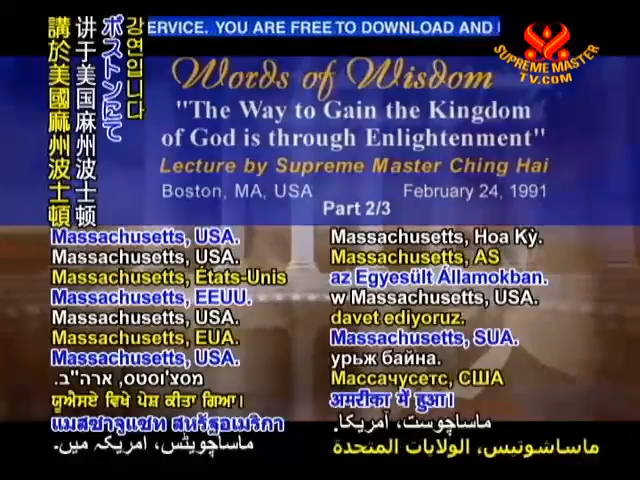 ERVICE. YOU ARE FREE TO DOWNLOAD AND
SUPREME MASTER
TV.COM
강연입니다
ボストンにて
讲于美国麻州波士顿
講於美國麻州波士頓
Words of Wisdom
"The Way to Gain the Kingdom
of God is through Enlightenment"
Lecture by Supreme Master Ching Hai
Boston, MA, USA
February 24, 1991
Part 2/3
Massachusetts, USA.
Massachusetts, USA.
Massachusetts, États-Unis
Massachusetts, EEUU.
Massachusetts, USA.
Massachusetts, EUA.
Massachusetts, USA.
מסצ'וסטס, ארה"ב.
ਯੂਐਸਏ ਵਿਖੇ ਪੇਸ਼ ਕੀਤਾ ਗਿਆ।
แมสซาจูแซท สหรัฐอเมริกา
ماساچویٹس، امریکہ میں۔
Massachusetts, Hoa Kỳ.
Massachusetts, AS
az Egyesült Államokban.
w Massachusetts, USA.
davet ediyoruz.
Massachusetts, SUA.
урьж байна.
Массачусетс, США
अमरीका में हुआ।
ماساچوست، آمریکا.
ماساشوتيس، الولايات المتحدة